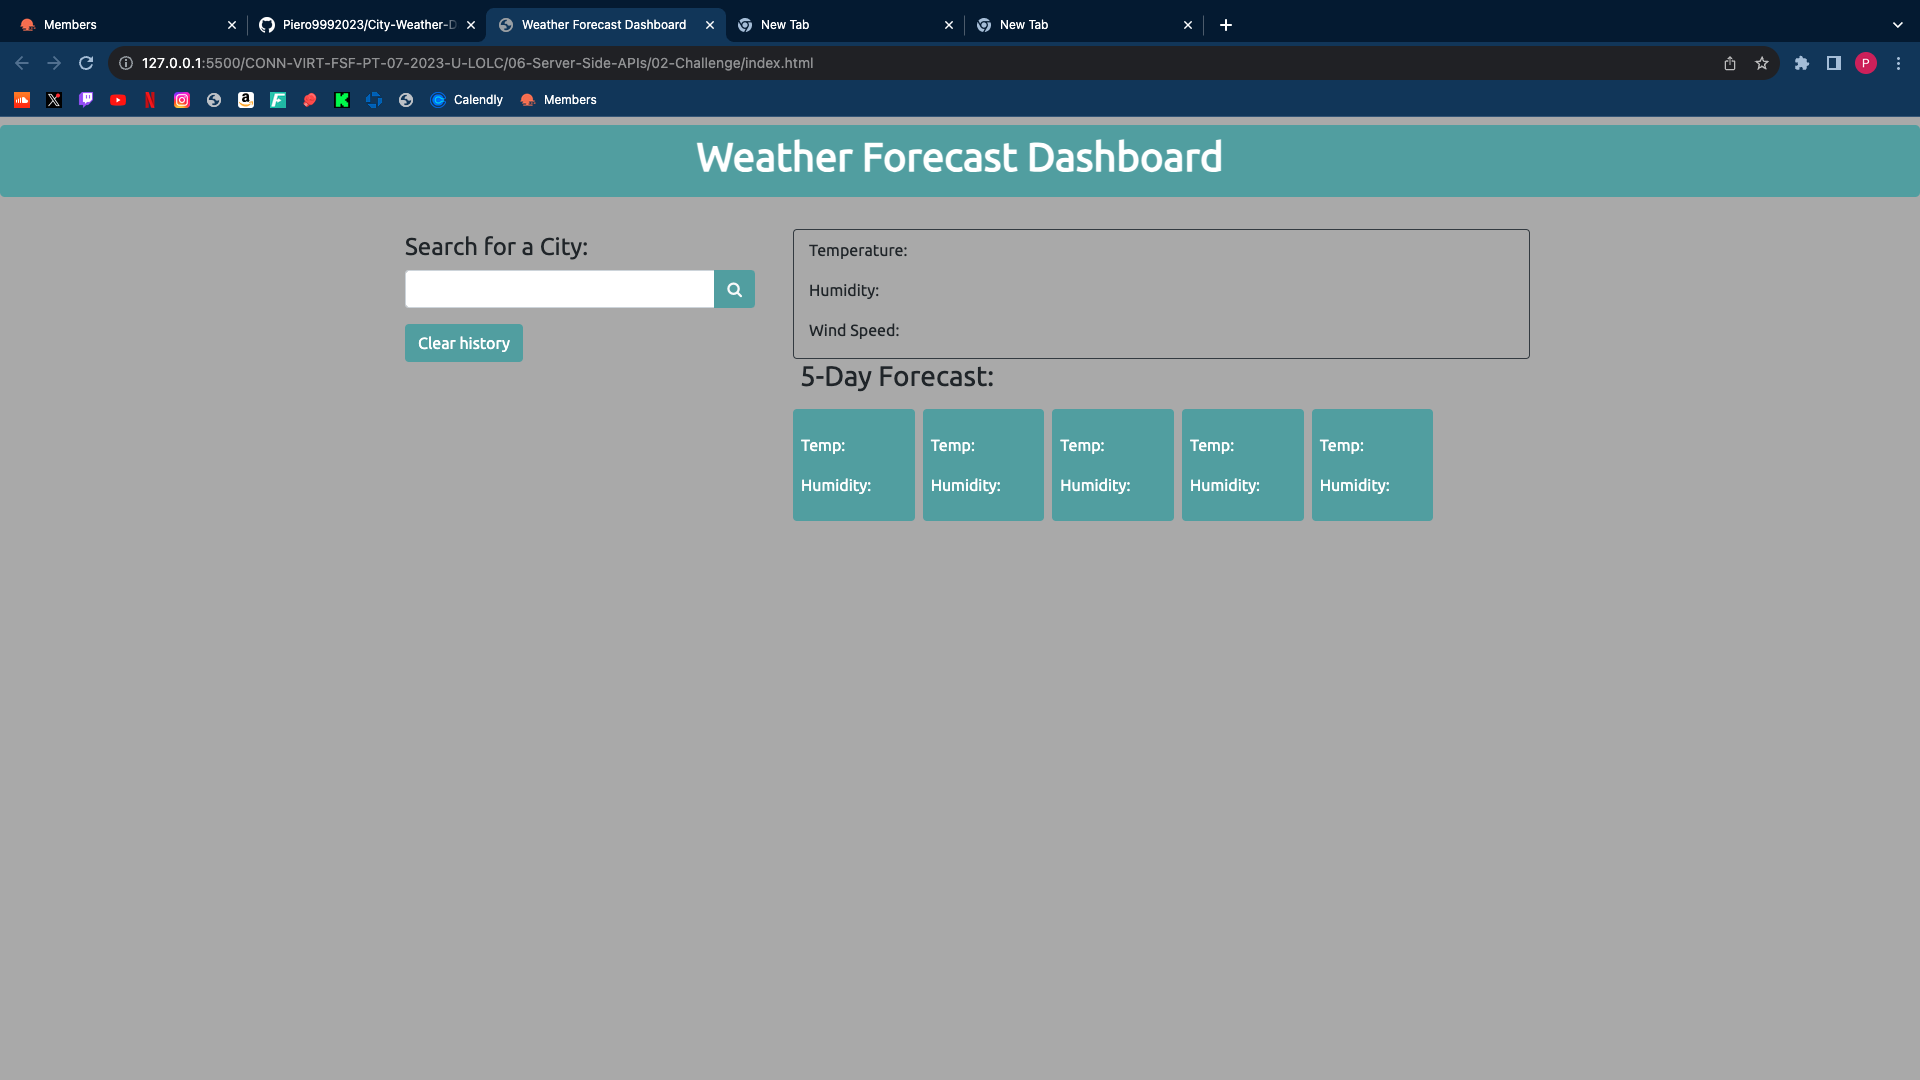 Members
Piero9992023/City-Weather-D
Weather Forecast Dashboard
New Tab
New Tab
127.0.0.1:5500/CONN-VIRT-FSF-PT-07-2023-U-LOLC/06-Server-Side-APIs/02-Challenge/index.html
P
Calendly
Members
Weather Forecast Dashboard
Search for a City:
Clear history
Temperature:
Humidity:
Wind Speed:
5-Day Forecast:
Temp: Temp: Temp: Temp: Temp:
Humidity: Humidity: Humidity: Humidity: Humidity: